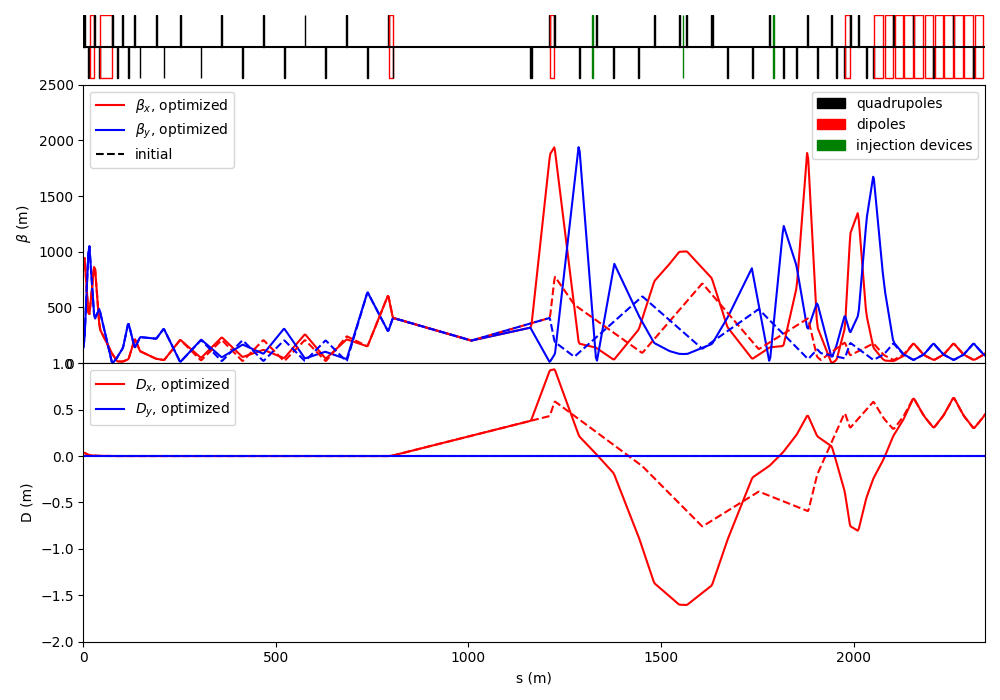 2500
2000
1500
1000
500
0
β (m)
βx, optimized
βy, optimized
initial
quadrupoles
dipoles
injection devices
1.0
0.5
0.0
−0.5
−1.0
−1.5
−2.0
D (m)
Dx, optimized
Dy, optimized
0 500 1000 1500 2000
s (m)